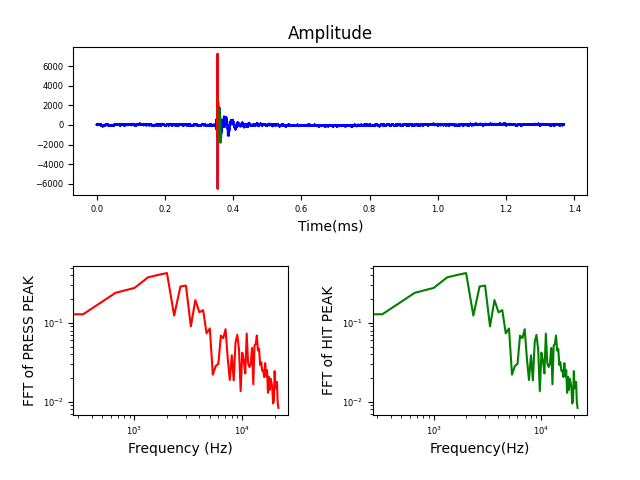 Amplitude
6000
4000
2000
0
−2000
−4000
−6000
0.0 0.2 0.4 0.6 0.8 1.0 1.2 1.4
Time(ms)
FFT of PRESS PEAK
10⁻¹
10⁻²
10³ 10⁴
Frequency (Hz)
FFT of HIT PEAK
10⁻¹
10⁻²
10³ 10⁴
Frequency(Hz)